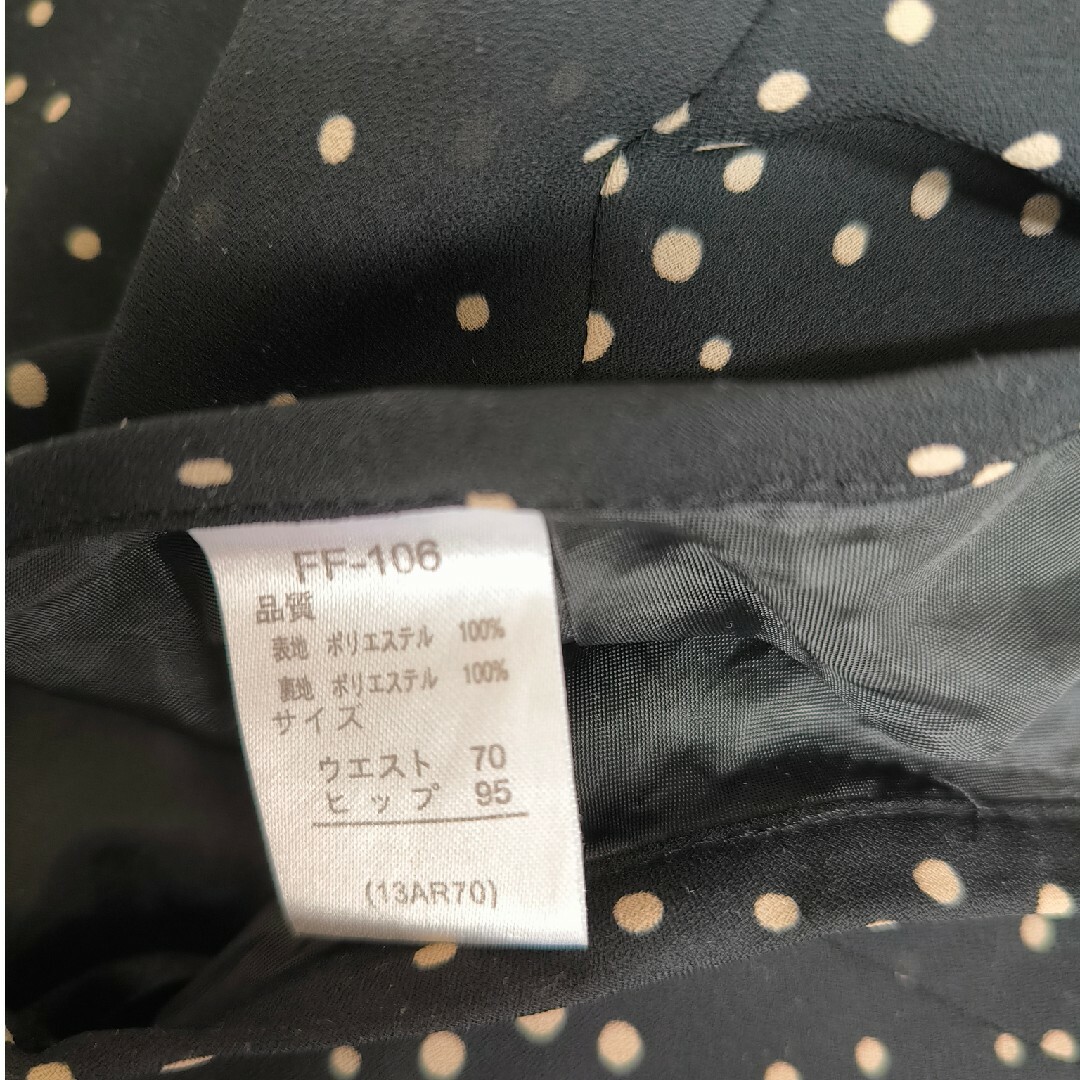 FF-106
品質
表地 ポリエステル 100%
裏地 ポリエステル 100%
サイズ
ウエスト 70
ヒップ 95
(13AR70)